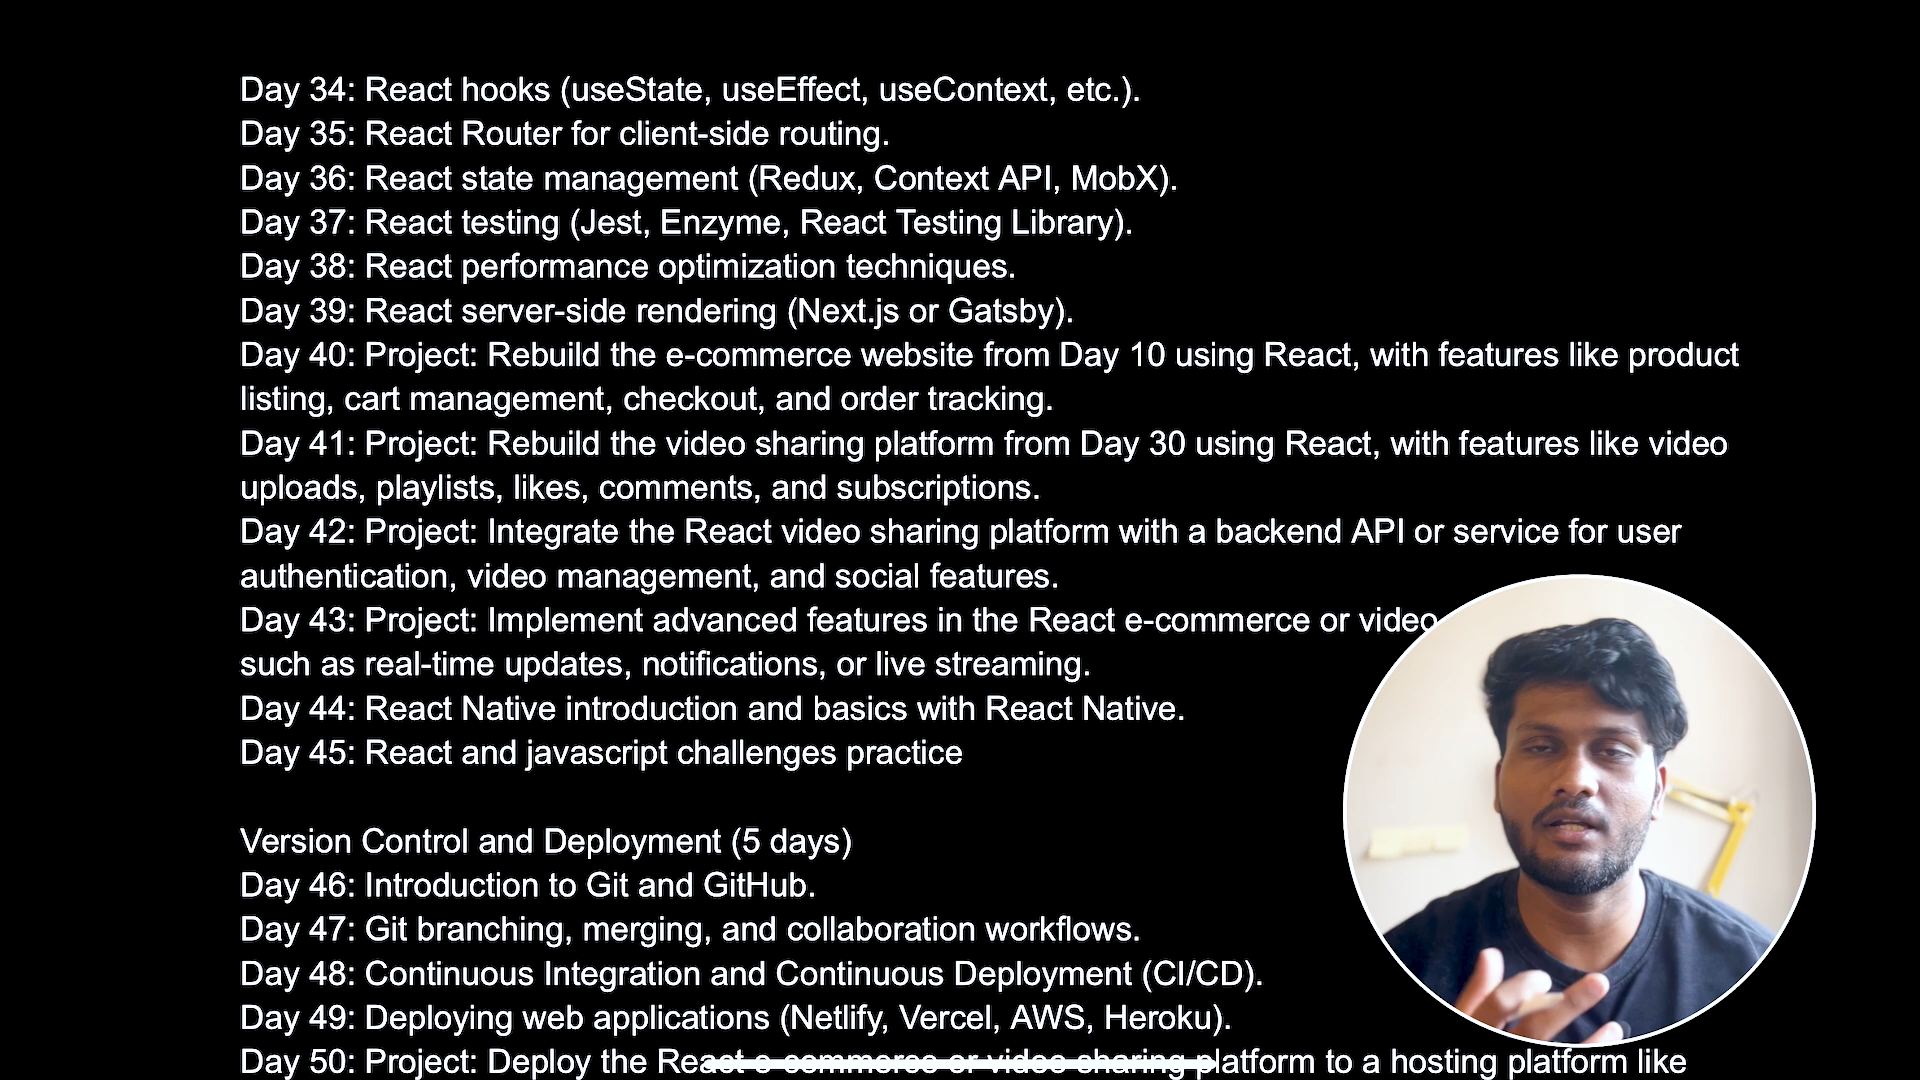 Day 34: React hooks (useState, useEffect, useContext, etc.).
Day 35: React Router for client-side routing.
Day 36: React state management (Redux, Context API, MobX).
Day 37: React testing (Jest, Enzyme, React Testing Library).
Day 38: React performance optimization techniques.
Day 39: React server-side rendering (Next.js or Gatsby).
Day 40: Project: Rebuild the e-commerce website from Day 10 using React, with features like product
listing, cart management, checkout, and order tracking.
Day 41: Project: Rebuild the video sharing platform from Day 30 using React, with features like video
uploads, playlists, likes, comments, and subscriptions.
Day 42: Project: Integrate the React video sharing platform with a backend API or service for user
authentication, video management, and social features.
Day 43: Project: Implement advanced features in the React e-commerce or video
such as real-time updates, notifications, or live streaming.
Day 44: React Native introduction and basics with React Native.
Day 45: React and javascript challenges practice
Version Control and Deployment (5 days)
Day 46: Introduction to Git and GitHub.
Day 47: Git branching, merging, and collaboration workflows.
Day 48: Continuous Integration and Continuous Deployment (CI/CD).
Day 49: Deploying web applications (Netlify, Vercel, AWS, Heroku).
Day 50: Project: Deploy the React e-commerce or video sharing platform to a hosting platform like